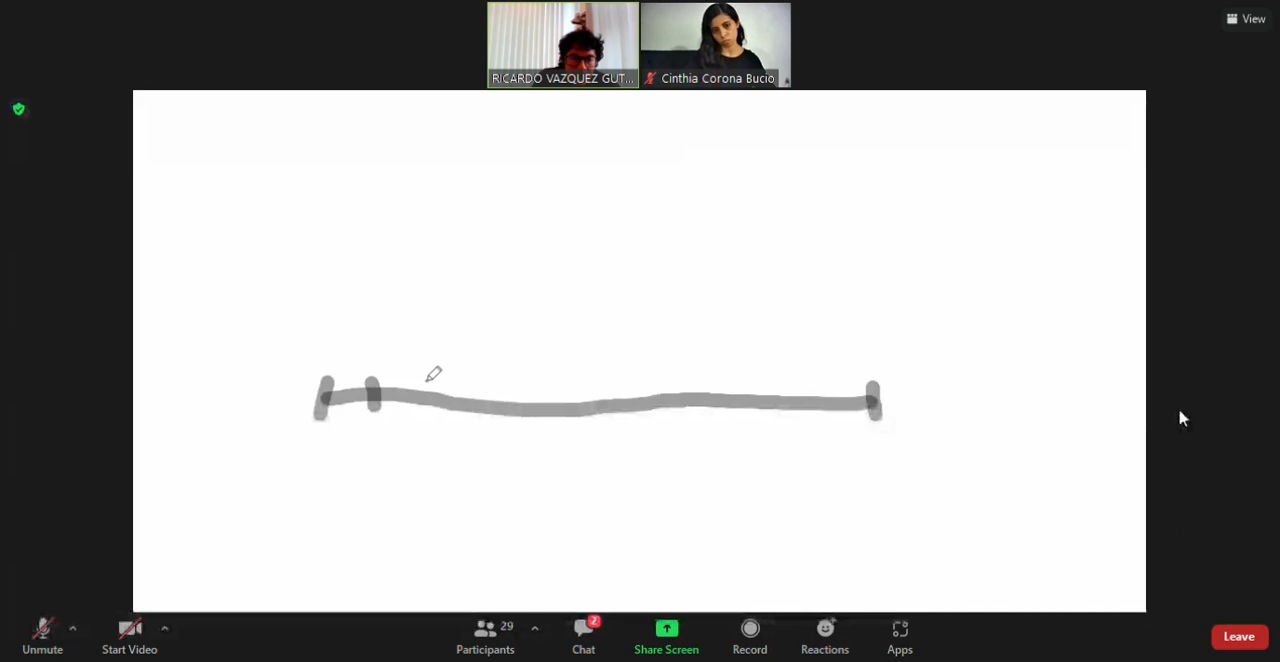 View
RICARDO VAZQUEZ GUT...
Cinthia Corona Bucio
29
2
Unmute
Start Video
Participants
Chat
Share Screen
Record
Reactions
Apps
Leave